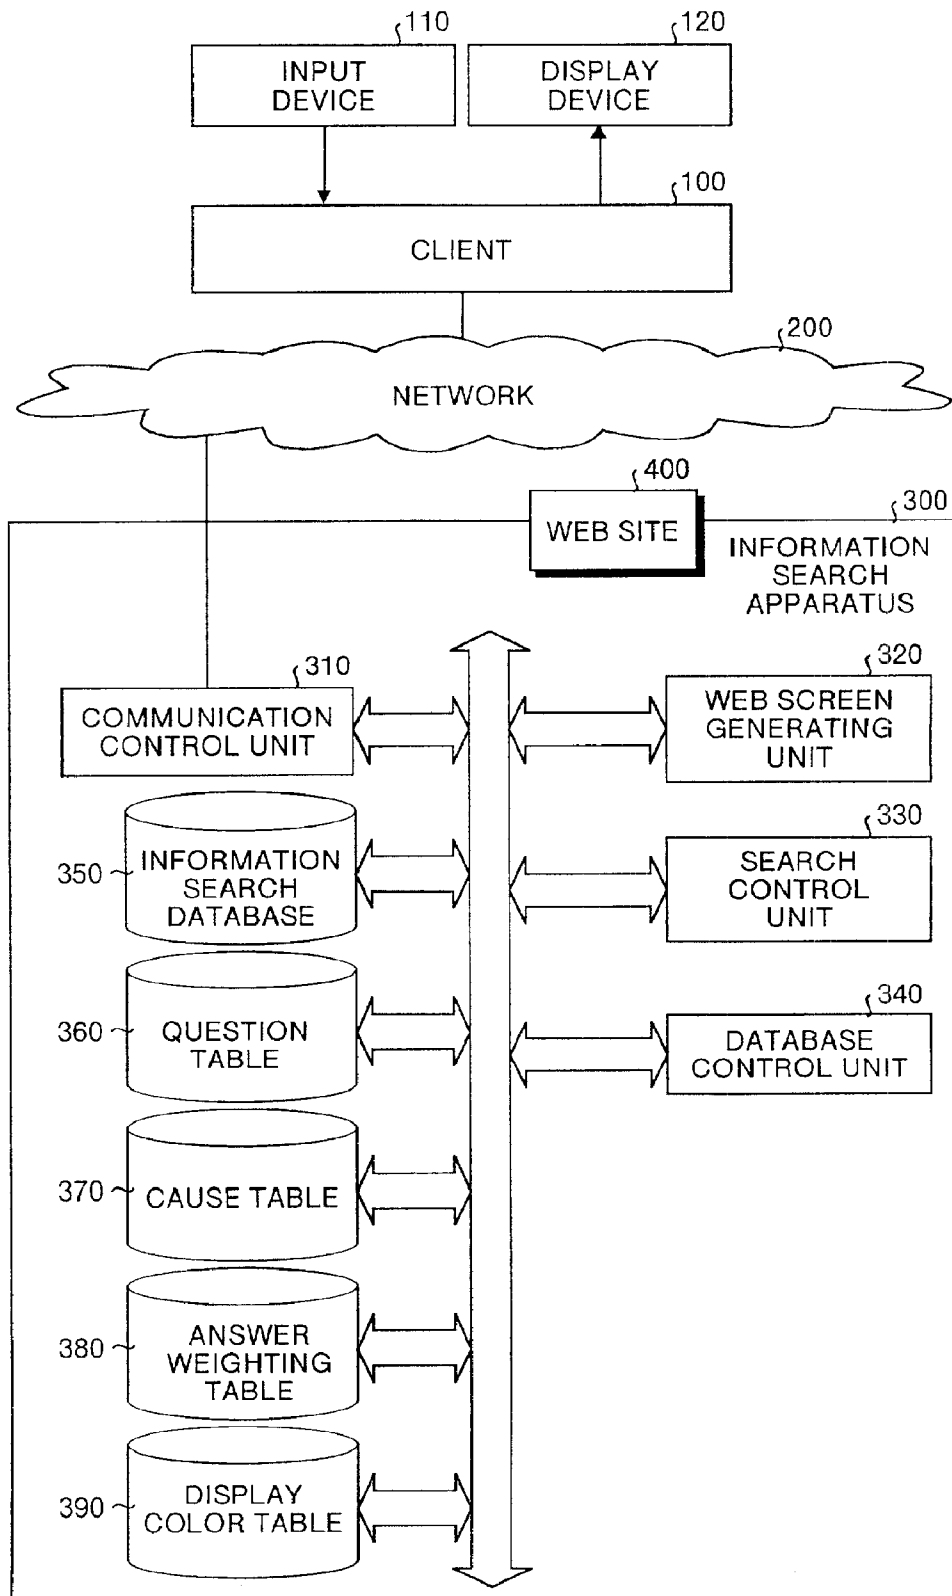 110
INPUT
DEVICE
120
DISPLAY
DEVICE
100
CLIENT
200
NETWORK
400
WEB SITE
300
INFORMATION
SEARCH
APPARATUS
310
COMMUNICATION
CONTROL UNIT
320
WEB SCREEN
GENERATING
UNIT
350
INFORMATION
SEARCH
DATABASE
330
SEARCH
CONTROL
UNIT
360
QUESTION
TABLE
340
DATABASE
CONTROL UNIT
370
CAUSE TABLE
380
ANSWER
WEIGHTING
TABLE
390
DISPLAY
COLOR TABLE